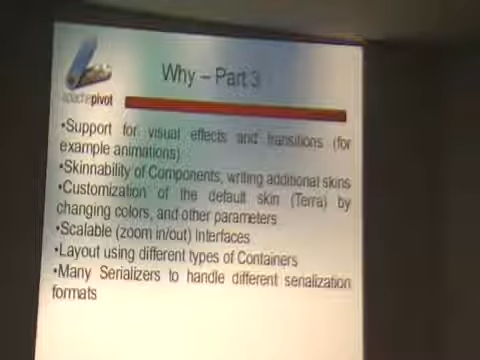 Why – Part 3
apachepivot
•Support for visual effects and transitions (for
example animations)
•Skinnability of Components, writing additional skins
•Customization of the default skin (Terra) by
changing colors, and other parameters
•Scalable (zoom in/out) Interfaces
•Layout using different types of Containers
•Many Serializers to handle different serialization
formats